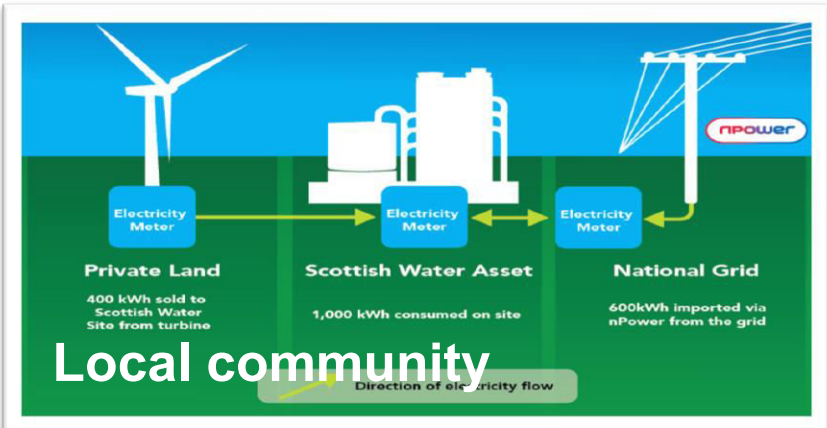 npower
Electricity
Meter
Electricity
Meter
Electricity
Meter
Private Land
Scottish Water Asset
National Grid
400 kWh sold to
Scottish Water
Site from turbine
1,000 kWh consumed on site
600kWh imported via
nPower from the grid
Local community
Direction of electricity flow